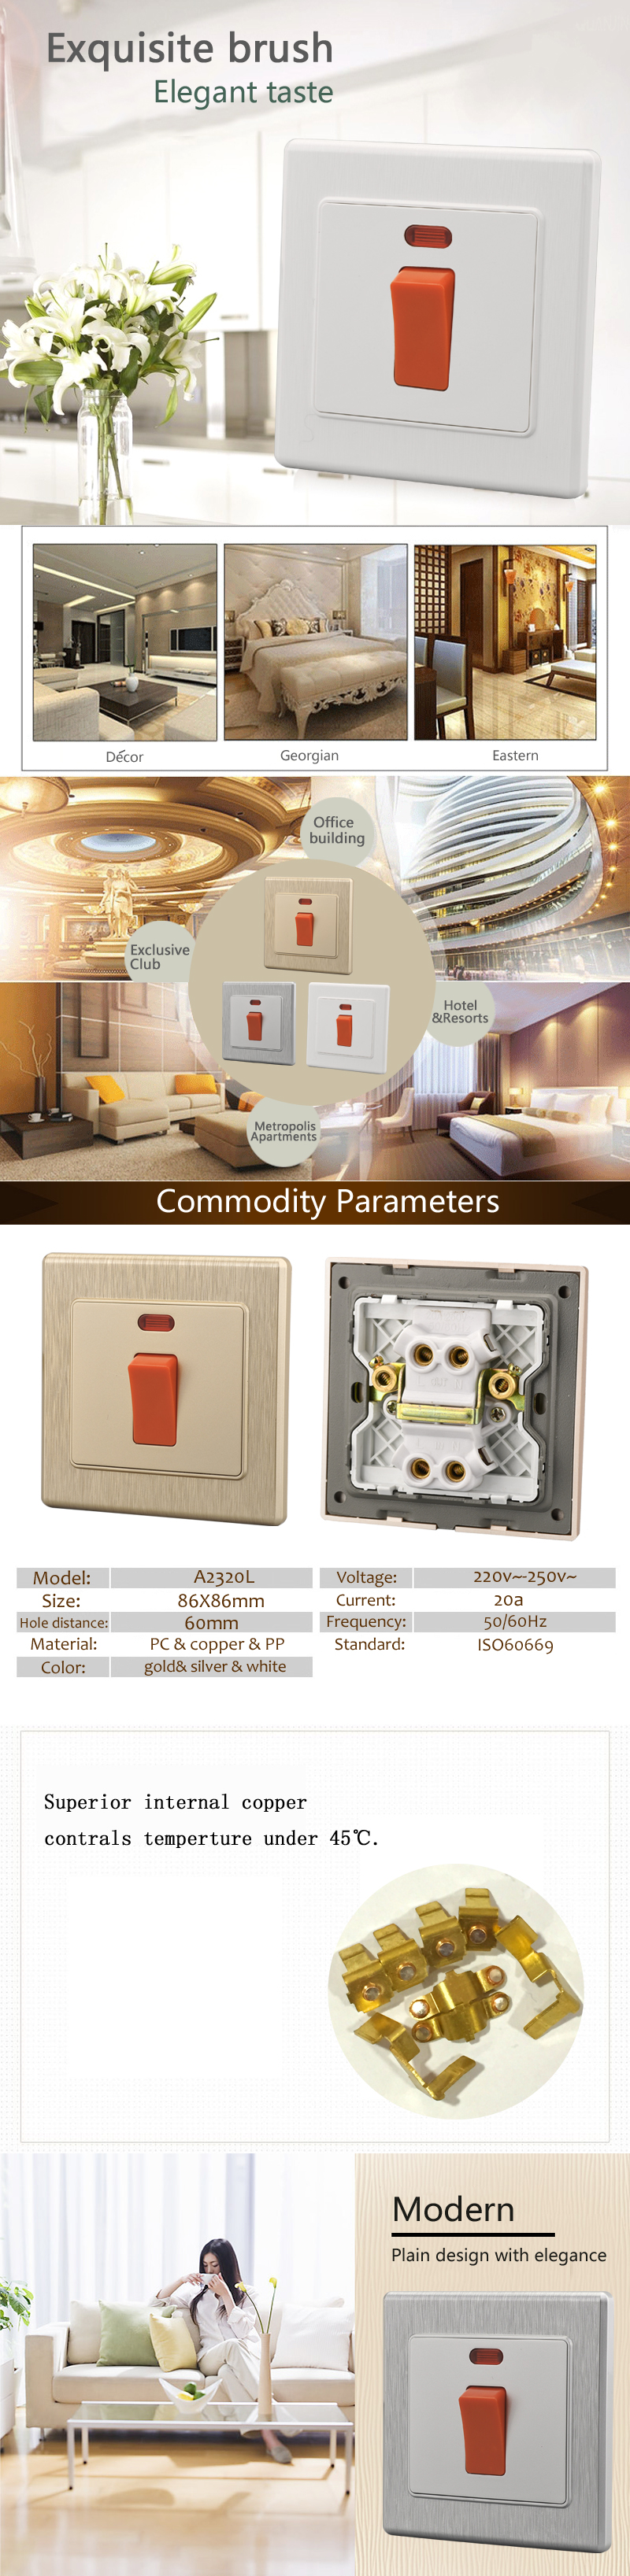 Exquisite brush
Elegant taste
Décor
Georgian
Eastern
Office
building
Exclusive
Club
Hotel
&Resorts
Metropolis
Apartments
Commodity Parameters
Model: A2320L
Size: 86X86mm
Hole distance: 60mm
Material: PC & copper & PP
Color: gold& silver & white
Voltage: 220v~-250v~
Current: 20a
Frequency: 50/60Hz
Standard: ISO60669
Superior internal copper
contrals temperture under 45℃.
Modern
Plain design with elegance